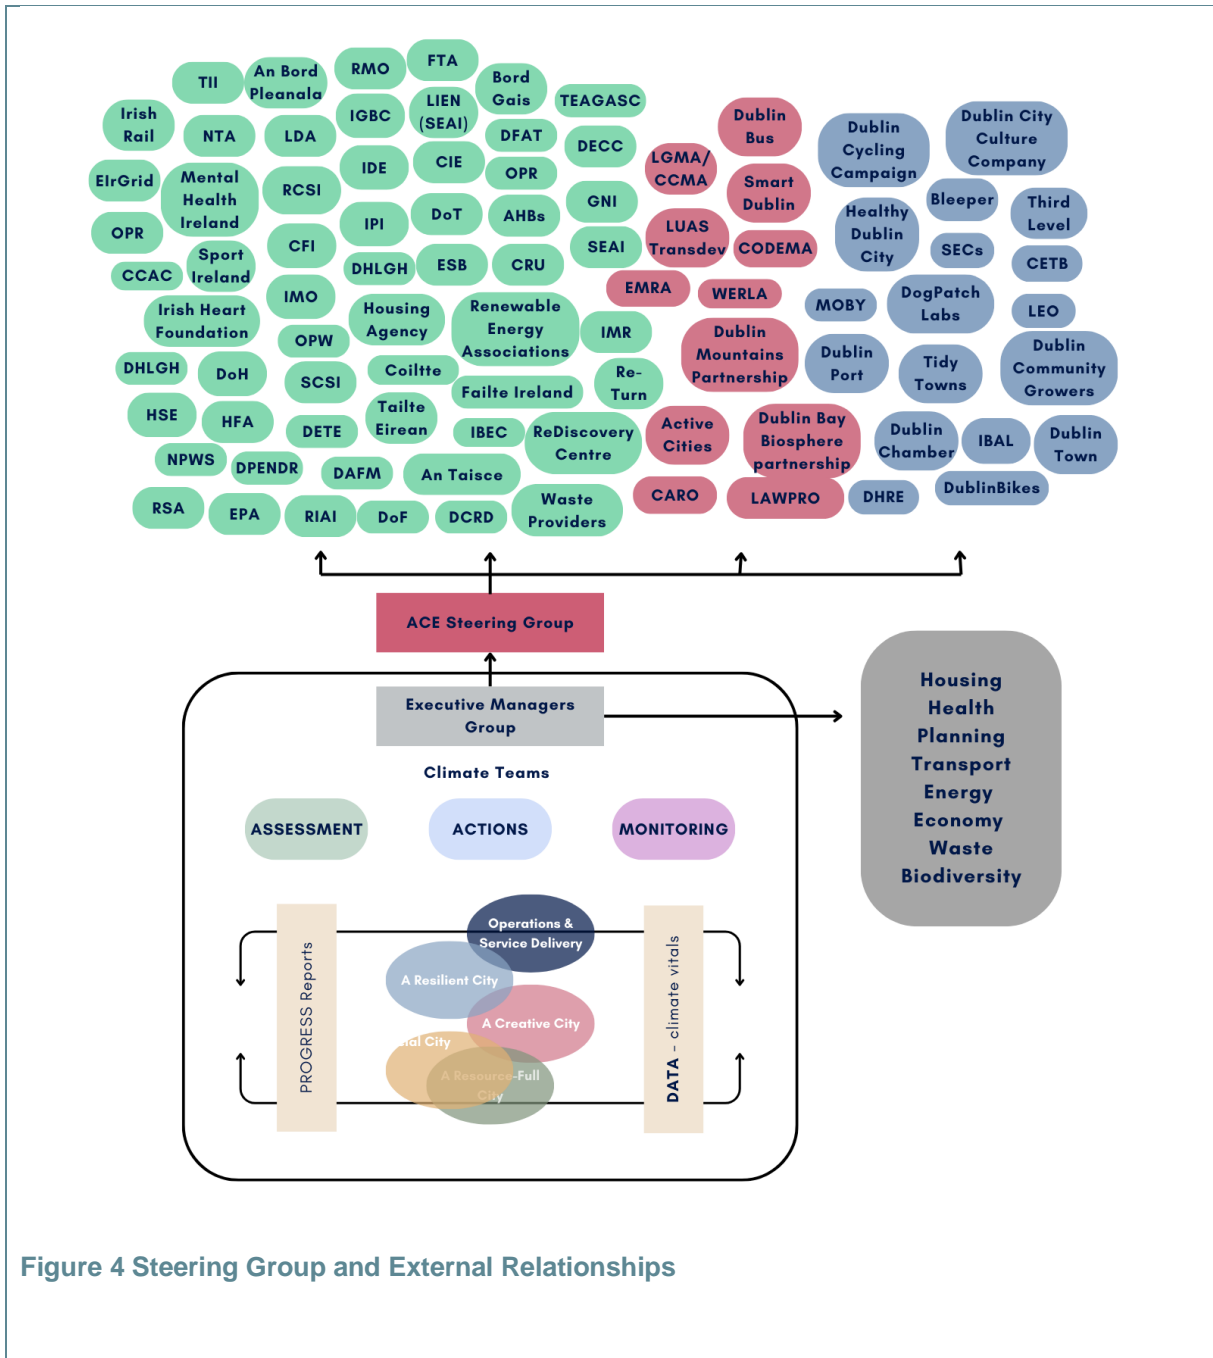 TII
An Bord
Pleanala
RMO
FTA
Bord
Gais
TEAGASC
Irish
Rail
NTA
LDA
IGBC
LIEN
(SEAI)
DFAT
DECC
EIrGrid
Mental
Health
Ireland
RCSI
IDE
CIE
OPR
GNI
OPR
CFI
IPI
DoT
AHBs
SEAI
CCAC
Sport
Ireland
IMO
DHLGH
ESB
CRU
Irish Heart
Foundation
OPW
Housing
Agency
Renewable
Energy
Associations
IMR
DHLGH
DoH
SCSI
Coiltte
Failte Ireland
Re-
Turn
HSE
HFA
DETE
Tailte
Eirean
IBEC
ReDiscovery
Centre
NPWS
DPENDR
DAFM
An Taisce
RSA
EPA
RIAI
DoF
DCRD
Waste
Providers
Dublin
Bus
LGMA/
CCMA
Smart
Dublin
LUAS
Transdev
CODEMA
EMRA
WERLA
Dublin
Mountains
Partnership
Active
Cities
Dublin Bay
Biosphere
partnership
CARO
LAWPRO
Dublin
Cycling
Campaign
Dublin City
Culture
Company
Bleeper
Third
Level
Healthy
Dublin
City
SECs
CETB
MOBY
DogPatch
Labs
LEO
Dublin
Port
Tidy
Towns
Dublin
Community
Growers
Dublin
Chamber
IBAL
Dublin
Town
DHRE
DublinBikes
ACE Steering Group
Executive Managers
Group
Housing
Health
Planning
Transport
Energy
Economy
Waste
Biodiversity
Climate Teams
ASSESSMENT
ACTIONS
MONITORING
PROGRESS Reports
Operations &
Service Delivery
A Resilient City
A Creative City
City
A Resource-Full
City
DATA - climate vitals
Figure 4 Steering Group and External Relationships